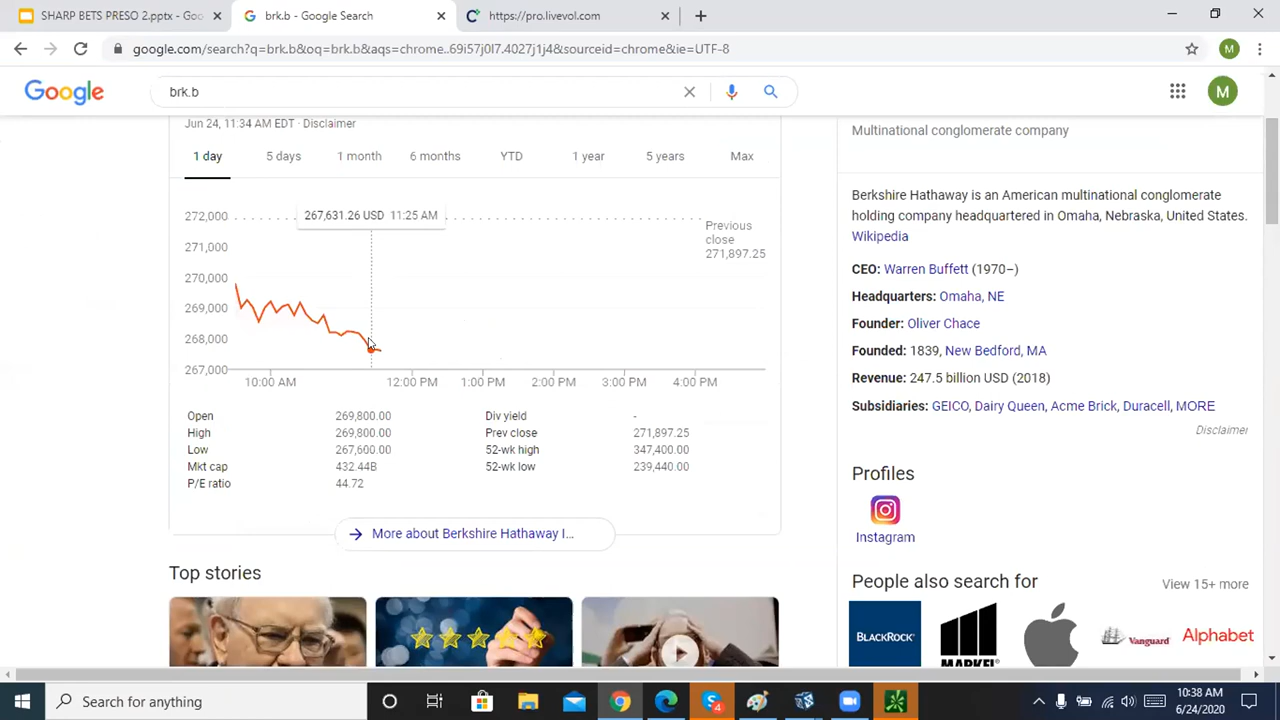 SHARP BETS PRESO 2.pptx - Goo
brk.b - Google Search
https://pro.livevol.com
google.com/search?q=brk.b&oq=brk.b&aqs=chrome..69i57j0l7.4027j1j4&sourceid=chrome&ie=UTF-8
M
Google
brk.b
M
Jun 24, 11:34 AM EDT · Disclaimer
1 day 5 days 1 month 6 months YTD 1 year 5 years Max
272,000
271,000
270,000
269,000
268,000
267,000
267,631.26 USD 11:25 AM
Previous
close
271,897.25
10:00 AM 12:00 PM 1:00 PM 2:00 PM 3:00 PM 4:00 PM
Open 269,800.00 Div yield -
High 269,800.00 Prev close 271,897.25
Low 267,600.00 52-wk high 347,400.00
Mkt cap 432.44B 52-wk low 239,440.00
P/E ratio 44.72
More about Berkshire Hathaway I...
Top stories
Multinational conglomerate company
Berkshire Hathaway is an American multinational conglomerate
holding company headquartered in Omaha, Nebraska, United States.
Wikipedia
CEO: Warren Buffett (1970–)
Headquarters: Omaha, NE
Founder: Oliver Chace
Founded: 1839, New Bedford, MA
Revenue: 247.5 billion USD (2018)
Subsidiaries: GEICO, Dairy Queen, Acme Brick, Duracell, MORE
Disclaimer
Profiles
Instagram
People also search for View 15+ more
BLACKROCK
MARKEL
Vanguard
Alphabet
Search for anything
4
10:38 AM
6/24/2020